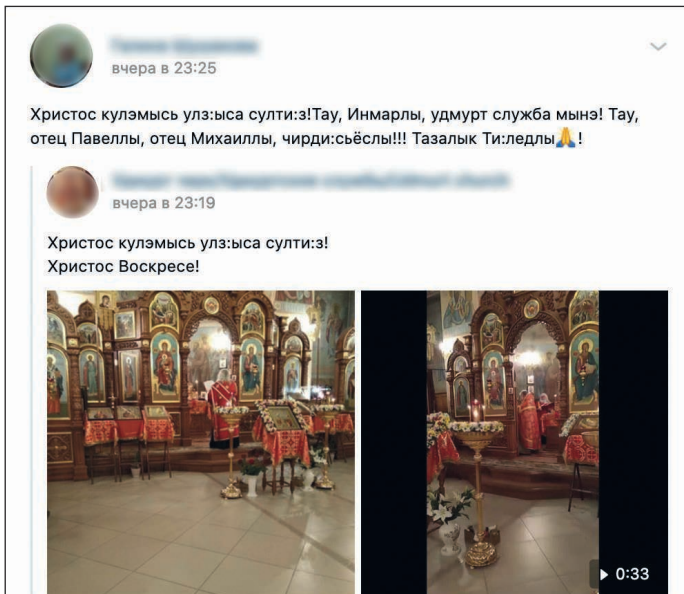 вчера в 23:25
Христос кулэмысь улз:ыса султи:з!Тау, Инмарлы, удмурт служба мынэ! Тау,
отец Павеллы, отец Михаиллы, чирди:сьёслы!!! Тазалык Ти:ледлы🙏!
вчера в 23:19
Христос кулэмысь улз:ыса султи:з!
Христос Воскресе!
0:33